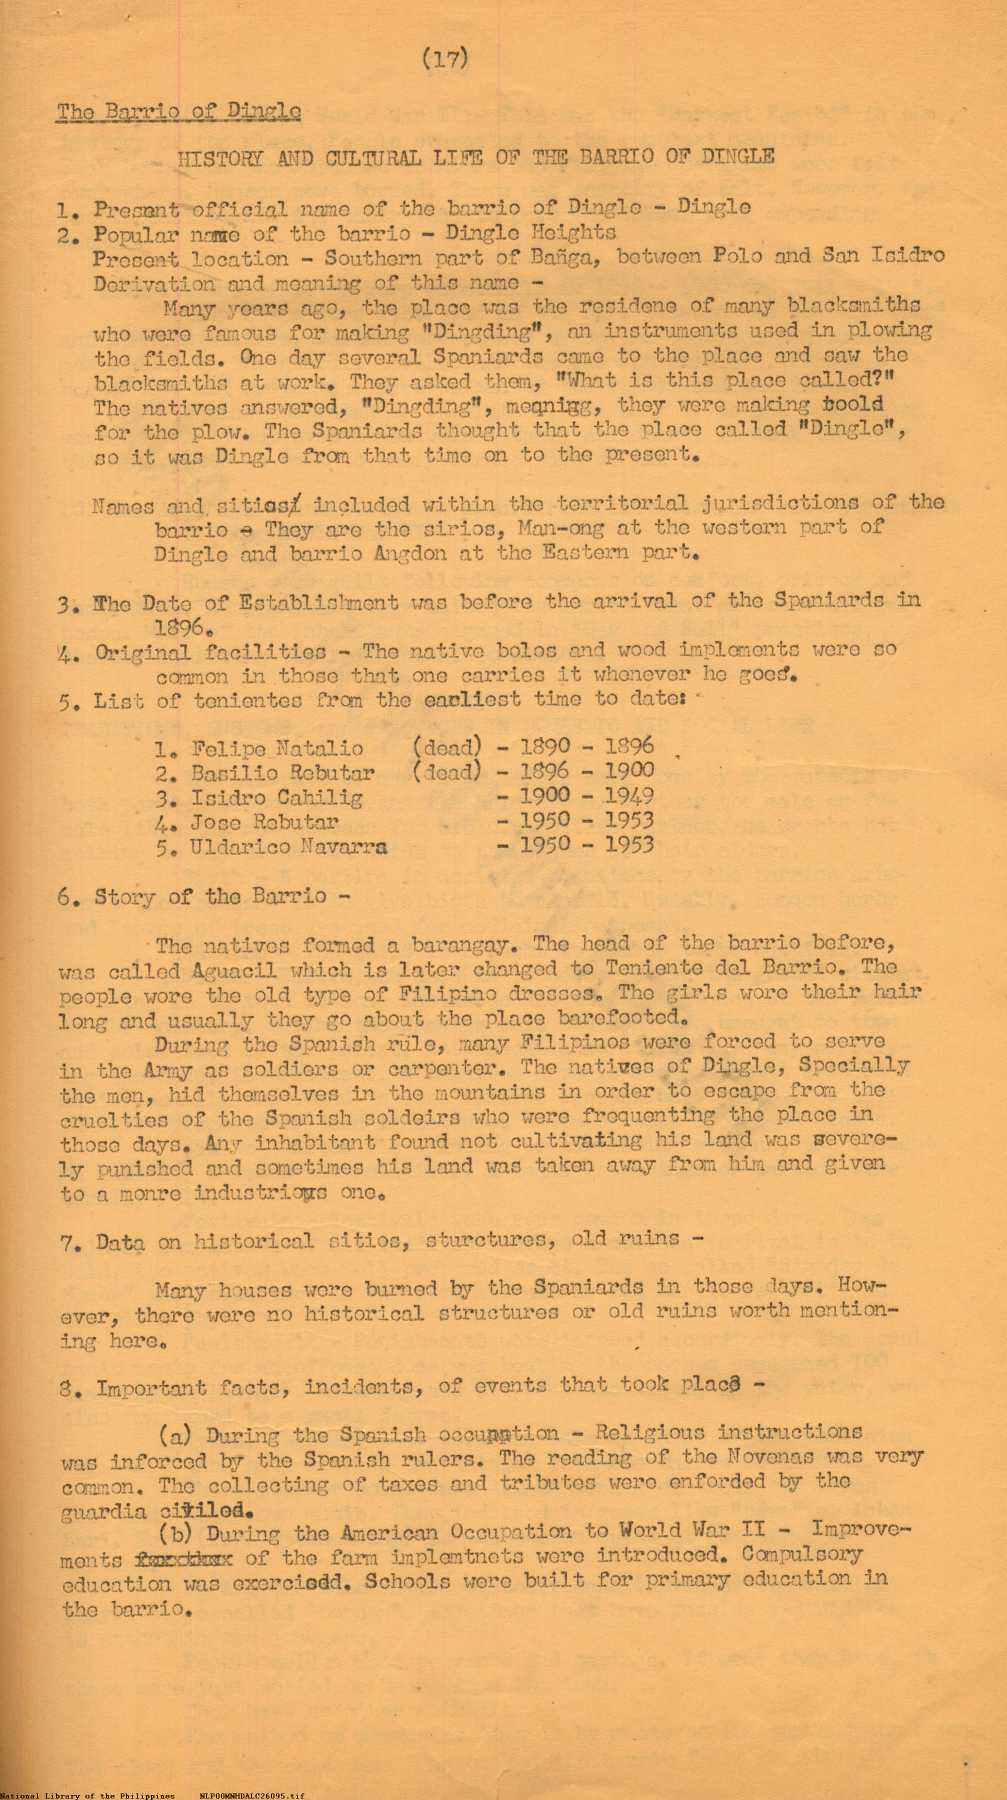 (17)
The Barrio of Dingle
HISTORY AND CULTURAL LIFE OF THE BARRIO OF DINGLE
1. Present official name of the barrio of Dingle - Dingle
2. Popular name of the barrio - Dingle Heights
Present location - Southern part of Bañga, between Polo and San Isidro
Derivation and meaning of this name -
Many years ago, the place was the residene of many blacksmiths
who were famous for making "Dingding", an instruments used in plowing
the fields. One day several Spaniards came to the place and saw the
blacksmiths at work. They asked them, "What is this place called?"
The natives answered, "Dingding", meqning, they were making toold
for the plow. The Spaniards thought that the place called "Dingle",
so it was Dingle from that time on to the present.
Names and sities/ included within the territorial jurisdictions of the
barrio - They are the sirios, Man-ong at the western part of
Dingle and barrio Angdon at the Eastern part.
3. The Date of Establishment was before the arrival of the Spaniards in
1896.
4. Original facilities - The native bolos and wood implements were so
common in those that one carries it whenever he goes.
5. List of tenientes from the earliest time to date:
1. Felipe Natalio (dead) - 1890 - 1896
2. Basilio Rebutar (dead) - 1896 - 1900
3. Isidro Cahilig - 1900 - 1949
4. Jose Rebutar - 1950 - 1953
5. Uldarico Navarra - 1950 - 1953
6. Story of the Barrio -
The natives formed a barangay. The head of the barrio before,
was called Aguacil which is later changed to Teniente del Barrio. The
people wore the old type of Filipino dresses. The girls wore their hair
long and usually they go about the place barefooted.
During the Spanish rule, many Filipinos were forced to serve
in the Army as soldiers or carpenter. The natives of Dingle, Specially
the men, hid themselves in the mountains in order to escape from the
cruelties of the Spanish soldeirs who were frequenting the place in
those days. Any inhabitant found not cultivating his land was severe-
ly punished and sometimes his land was taken away from him and given
to a monre industrious one.
7. Data on historical sitios, sturctures, old ruins -
Many houses were burned by the Spaniards in those days. How-
ever, there were no historical structures or old ruins worth mention-
ing here.
8. Important facts, incidents, of events that took place -
(a) During the Spanish occupation - Religious instructions
was inforced by the Spanish rulers. The reading of the Novenas was very
common. The collecting of taxes and tributes were enforded by the
guardia citiled.
(b) During the American Occupation to World War II - Improve-
ments of the farm implemtnets were introduced. Compulsory
education was exercisdd. Schools were built for primary education in
the barrio.
National Library of the Philippines NLP00MNHDALC26095.tif